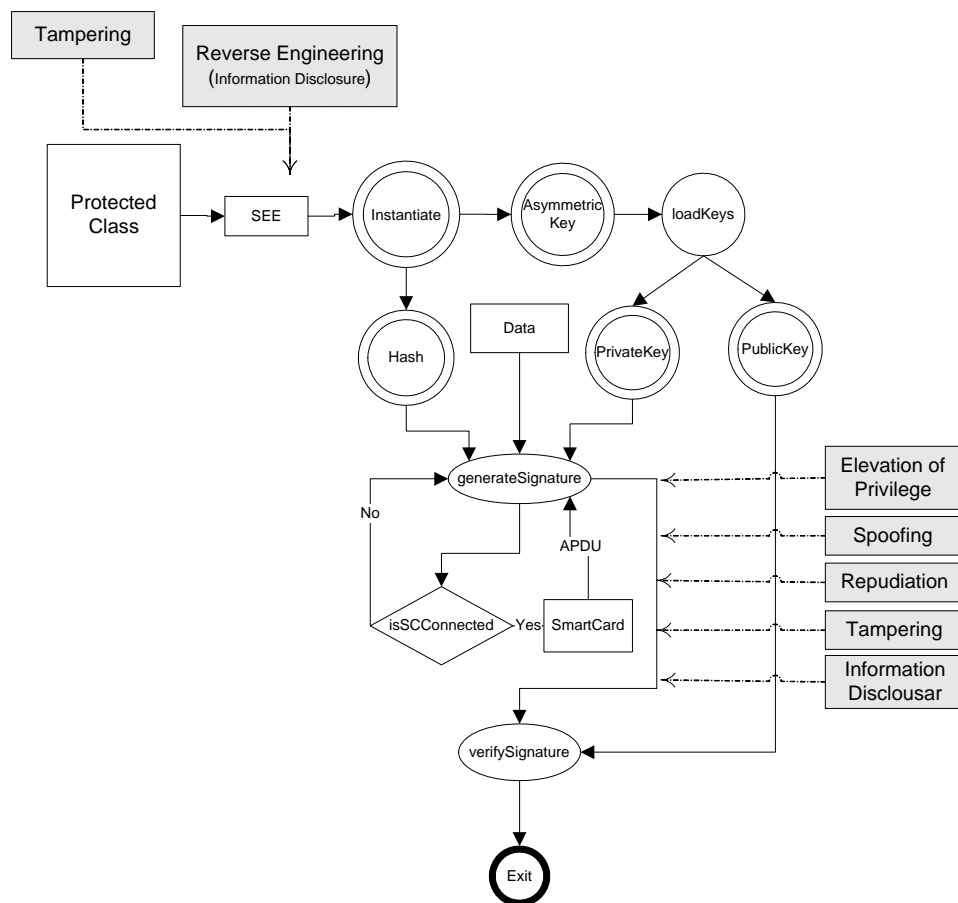 Tampering
Reverse Engineering
(Information Disclosure)
Protected
Class
SEE
Instantiate
Asymmetric
Key
loadKeys
Hash
Data
PrivateKey
PublicKey
generateSignature
Elevation of
Privilege
No
APDU
Spoofing
Repudiation
isSCConnected
Yes
SmartCard
Tampering
Information
Disclousar
verifySignature
Exit